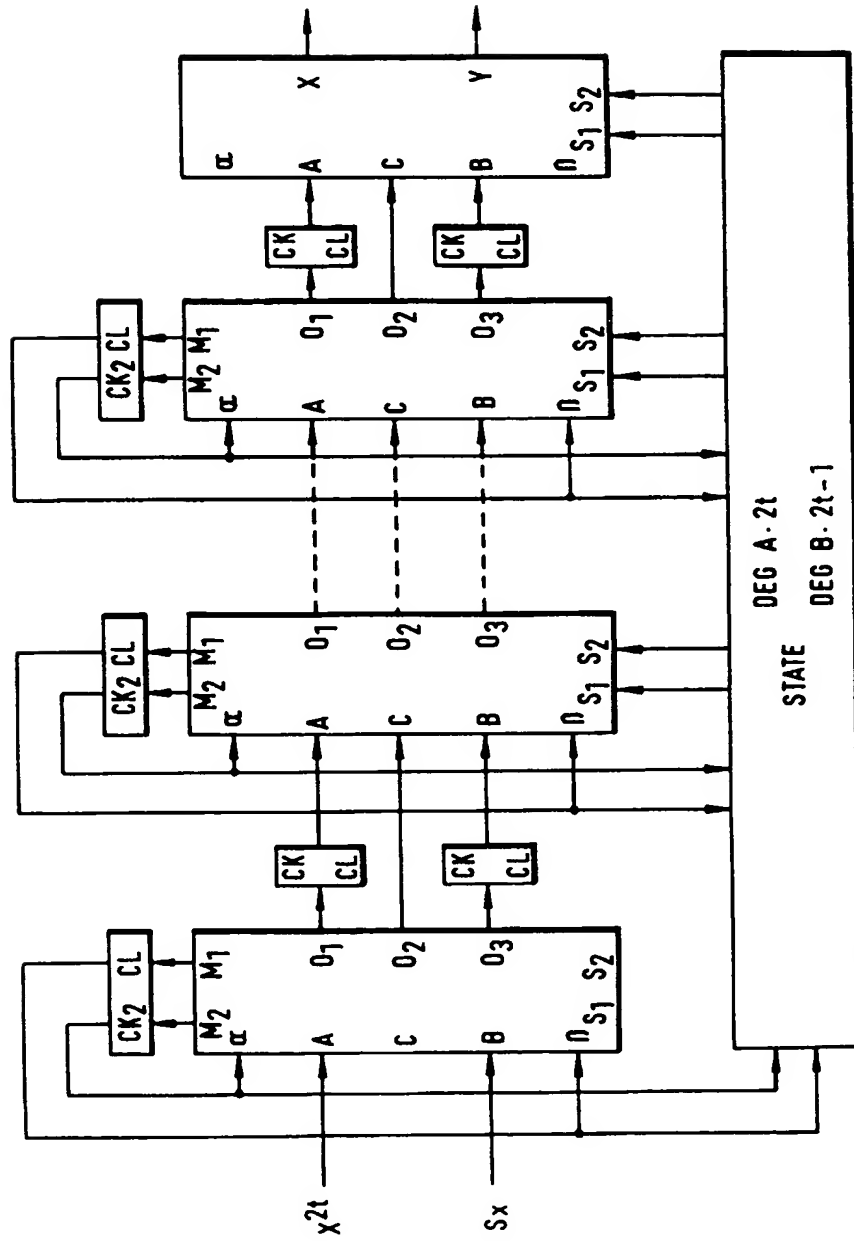 X2t
Sx
CK2 CL
M2 M1
α
A O1
C O2
B O3
n S1 S2
CK
CL
CK
CL
CK2 CL
M2 M1
α
A O1
C O2
B O3
n S1 S2
CK2 CL
M2 M1
α
A O1
C O2
B O3
n S1 S2
CK
CL
CK
CL
α
A X
C
B Y
n S1 S2
STATE
DEG A·2t
DEG B·2t-1